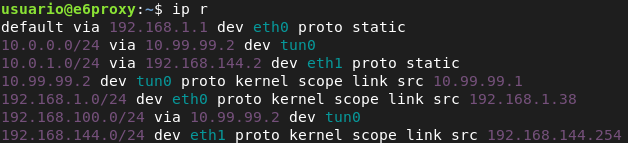 usuario@e6proxy:~$ ip r
default via 192.168.1.1 dev eth0 proto static
10.0.0.0/24 via 10.99.99.2 dev tun0
10.0.1.0/24 via 192.168.144.2 dev eth1 proto static
10.99.99.2 dev tun0 proto kernel scope link src 10.99.99.1
192.168.1.0/24 dev eth0 proto kernel scope link src 192.168.1.38
192.168.100.0/24 via 10.99.99.2 dev tun0
192.168.144.0/24 dev eth1 proto kernel scope link src 192.168.144.254